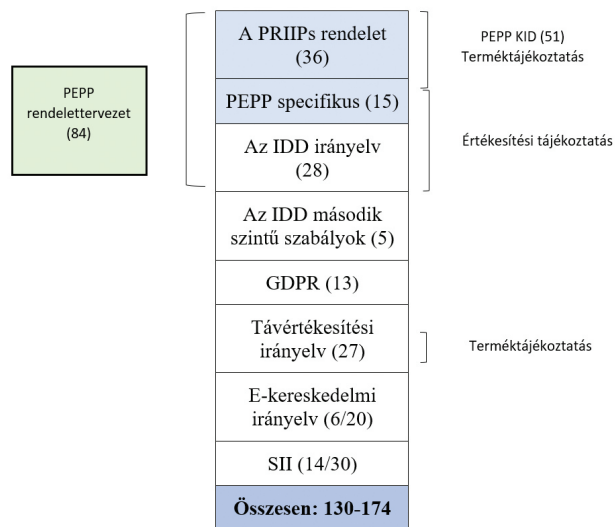 PEPP
rendelettervezet
(84)
A PRIIPs rendelet
(36)
PEPP specifikus (15)
Az IDD irányelv
(28)
Az IDD második
szintű szabályok (5)
GDPR (13)
Távértékesítési
irányelv (27)
E-kereskedelmi
irányelv (6/20)
SII (14/30)
Összesen: 130-174
PEPP KID (51)
Terméktájékoztatás
Értékesítési tájékoztatás
Terméktájékoztatás